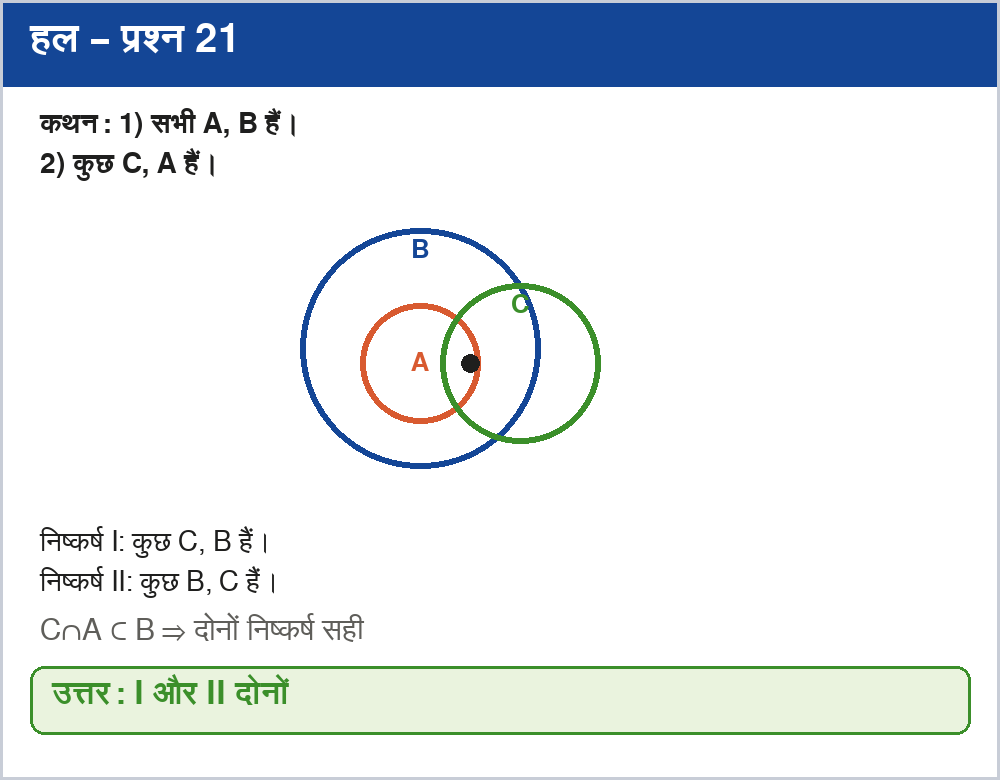 हल – प्रश्न 21
कथन : 1) सभी A, B हैं।
2) कुछ C, A हैं।
B
C
A
निष्कर्ष I: कुछ C, B हैं।
निष्कर्ष II: कुछ B, C हैं।
C∩A ⊂ B ⇒ दोनों निष्कर्ष सही
उत्तर : I और II दोनों